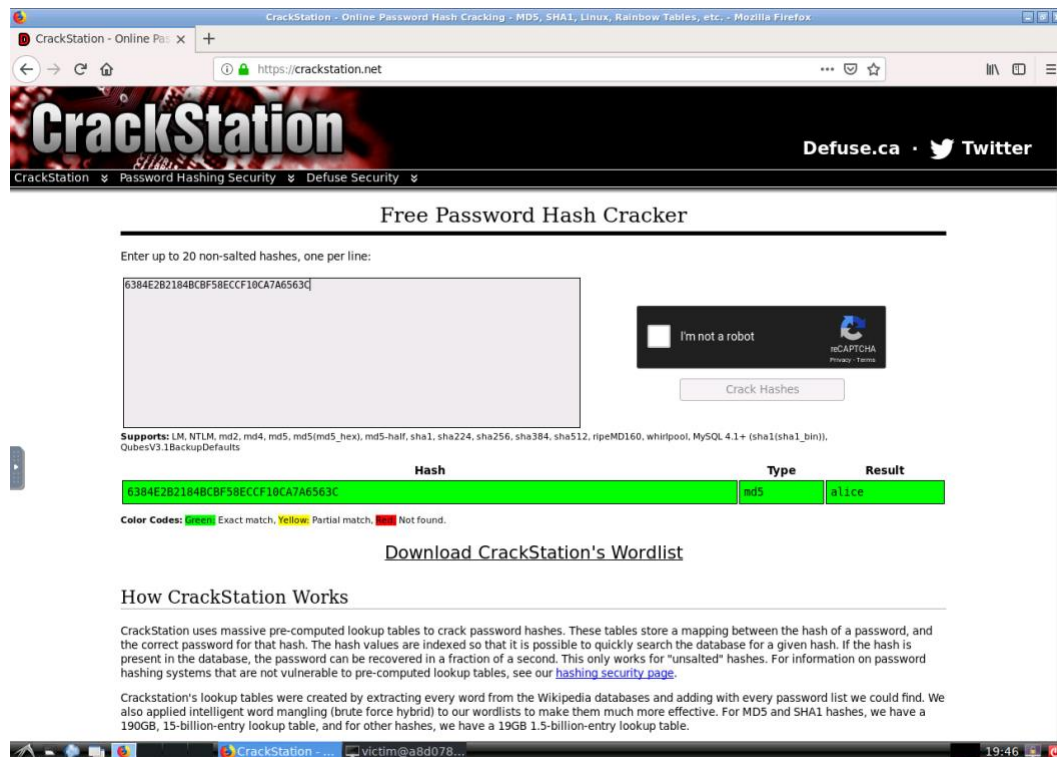 CrackStation - Online Password Hash Cracking - MD5, SHA1, Linux, Rainbow Tables, etc. - Mozilla Firefox
CrackStation - Online Pas
https://crackstation.net
CrackStation
Defuse.ca · Twitter
CrackStation Password Hashing Security Defuse Security
Free Password Hash Cracker
Enter up to 20 non-salted hashes, one per line:
6384E2B2184BCBF58ECCF10CA7A6563C
I'm not a robot
reCAPTCHA
Privacy - Terms
Crack Hashes
Supports: LM, NTLM, md2, md4, md5, md5(md5_hex), md5-half, sha1, sha224, sha256, sha384, sha512, ripeMD160, whirlpool, MySQL 4.1+ (sha1(sha1_bin)),
QubesV3.1BackupDefaults
Hash Type Result
6384E2B2184BCBF58ECCF10CA7A6563C md5 alice
Color Codes: Green: Exact match, Yellow: Partial match, Red: Not found.
Download CrackStation's Wordlist
How CrackStation Works
CrackStation uses massive pre-computed lookup tables to crack password hashes. These tables store a mapping between the hash of a password, and
the correct password for that hash. The hash values are indexed so that it is possible to quickly search the database for a given hash. If the hash is
present in the database, the password can be recovered in a fraction of a second. This only works for "unsalted" hashes. For information on password
hashing systems that are not vulnerable to pre-computed lookup tables, see our hashing security page.
Crackstation's lookup tables were created by extracting every word from the Wikipedia databases and adding with every password list we could find. We
also applied intelligent word mangling (brute force hybrid) to our wordlists to make them much more effective. For MD5 and SHA1 hashes, we have a
190GB, 15-billion-entry lookup table, and for other hashes, we have a 19GB 1.5-billion-entry lookup table.
CrackStation - ... victim@a8d078... 19:46